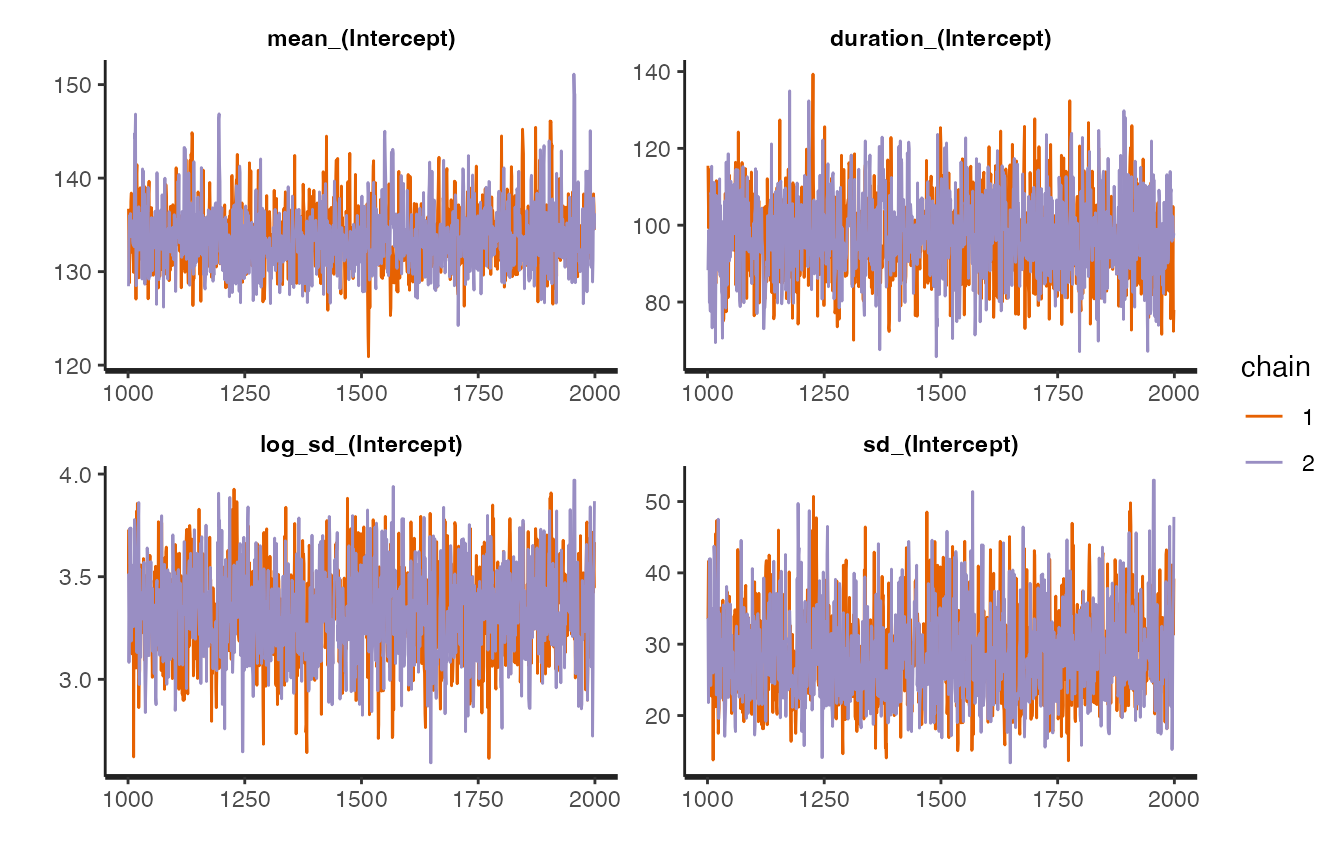 mean_(Intercept)
duration_(Intercept)
150
140
130
120
1000 1250 1500 1750 2000
140
120
100
80
1000 1250 1500 1750 2000
log_sd_(Intercept)
sd_(Intercept)
4.0
3.5
3.0
1000 1250 1500 1750 2000
50
40
30
20
1000 1250 1500 1750 2000
chain
1
2